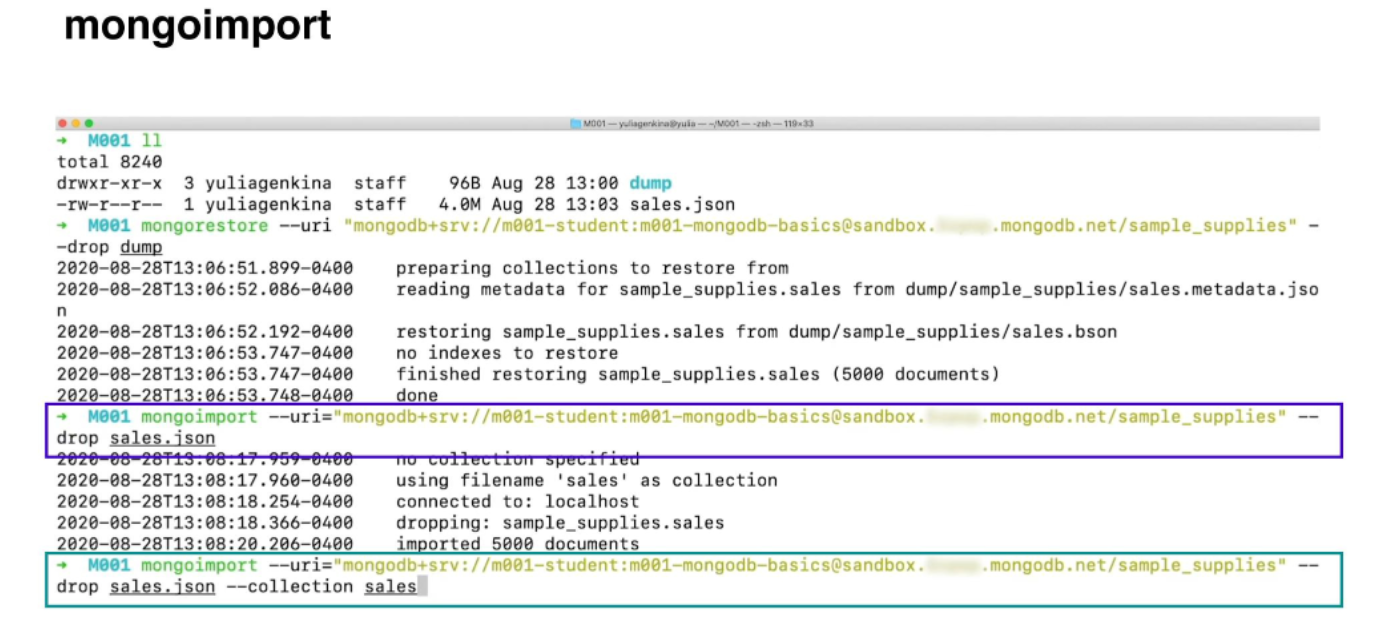 mongoimport
M001 — yuliagenkina@yulia — ~/M001 — -zsh — 119×33
→ M001 ll
total 8240
drwxr-xr-x  3 yuliagenkina  staff    96B Aug 28 13:00 dump
-rw-r--r--  1 yuliagenkina  staff   4.0M Aug 28 13:03 sales.json
→ M001 mongorestore --uri "mongodb+srv://m001-student:m001-mongodb-basics@sandbox. .mongodb.net/sample_supplies" -
-drop dump
2020-08-28T13:06:51.899-0400    preparing collections to restore from
2020-08-28T13:06:52.086-0400    reading metadata for sample_supplies.sales from dump/sample_supplies/sales.metadata.jso
n
2020-08-28T13:06:52.192-0400    restoring sample_supplies.sales from dump/sample_supplies/sales.bson
2020-08-28T13:06:53.747-0400    no indexes to restore
2020-08-28T13:06:53.747-0400    finished restoring sample_supplies.sales (5000 documents)
2020-08-28T13:06:53.748-0400    done
→ M001 mongoimport --uri="mongodb+srv://m001-student:m001-mongodb-basics@sandbox. .mongodb.net/sample_supplies" --
drop sales.json
2020-08-28T13:08:17.959-0400    no collection specified
2020-08-28T13:08:17.960-0400    using filename 'sales' as collection
2020-08-28T13:08:18.254-0400    connected to: localhost
2020-08-28T13:08:18.366-0400    dropping: sample_supplies.sales
2020-08-28T13:08:20.206-0400    imported 5000 documents
→ M001 mongoimport --uri="mongodb+srv://m001-student:m001-mongodb-basics@sandbox. .mongodb.net/sample_supplies" --
drop sales.json --collection sales